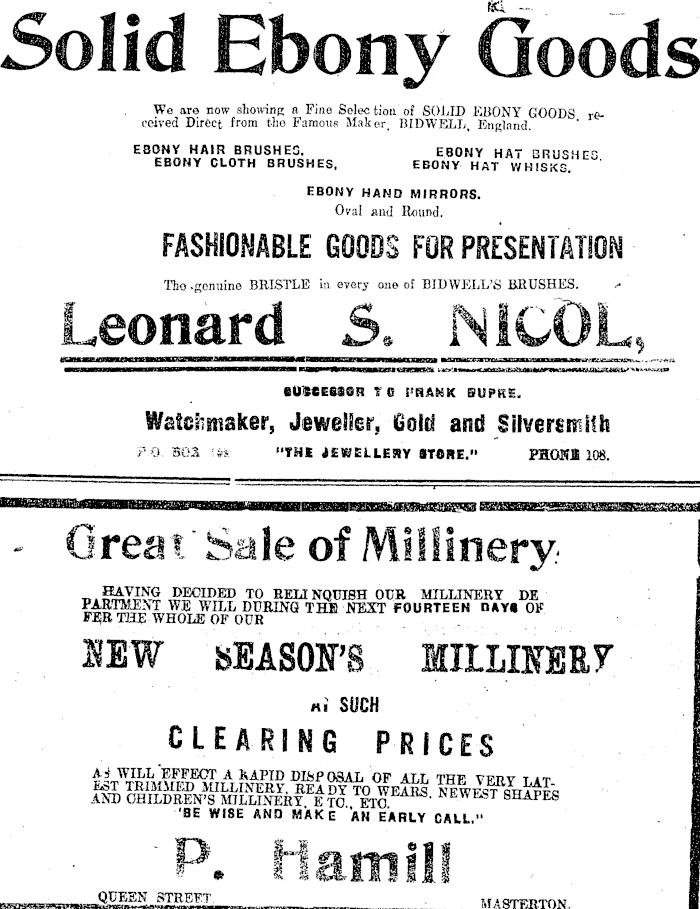 Solid Ebony Goods
We are now showing a Fine Selection of SOLID EBONY GOODS, re-
ceived Direct from the Famous Maker, BIDWELL, England.
EBONY HAIR BRUSHES, EBONY HAT BRUSHES,
EBONY CLOTH BRUSHES, EBONY HAT WHISKS.
EBONY HAND MIRRORS.
Oval and Round.
FASHIONABLE GOODS FOR PRESENTATION
The genuine BRISTLE in every one of BIDWELL'S BRUSHES.
Leonard S. NICOL,
SUCCESSOR TO FRANK DUPRE.
Watchmaker, Jeweller, Gold and Silversmith
P.O. BOX "THE JEWELLERY STORE." PHONE 108.
Great Sale of Millinery.
HAVING DECIDED TO RELINQUISH OUR MILLINERY DE
PARTMENT WE WILL DURING THE NEXT FOURTEEN DAYS OF
FER THE WHOLE OF OUR
NEW SEASON'S MILLINERY
AT SUCH
CLEARING PRICES
AS WILL EFFECT A RAPID DISPOSAL OF ALL THE VERY LAT-
EST TRIMMED MILLINERY, READY TO WEARS, NEWEST SHAPES
AND CHILDREN'S MILLINERY, ETC., ETC.
"BE WISE AND MAKE AN EARLY CALL."
P. Hamill
QUEEN STREET MASTERTON.